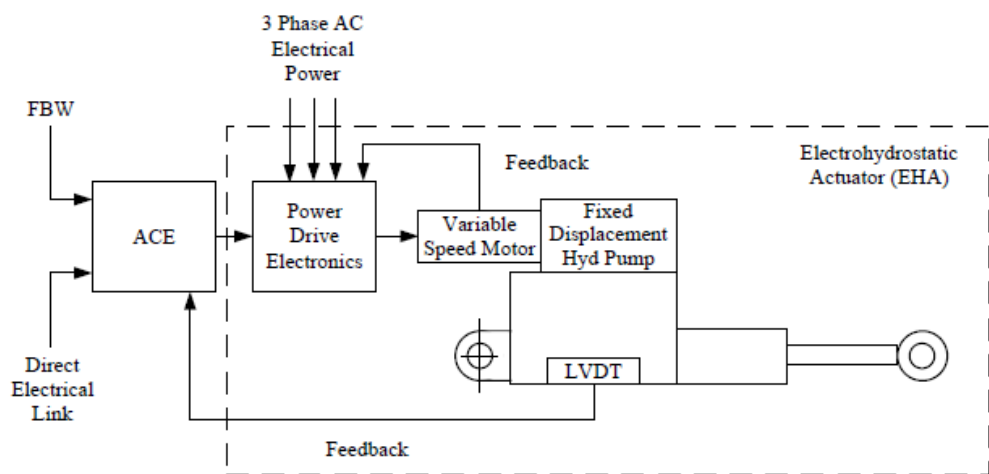 3 Phase AC
Electrical
Power
FBW
Feedback
Electrohydrostatic
Actuator (EHA)
ACE
Power
Drive
Electronics
Variable
Speed Motor
Fixed
Displacement
Hyd Pump
LVDT
Direct
Electrical
Link
Feedback